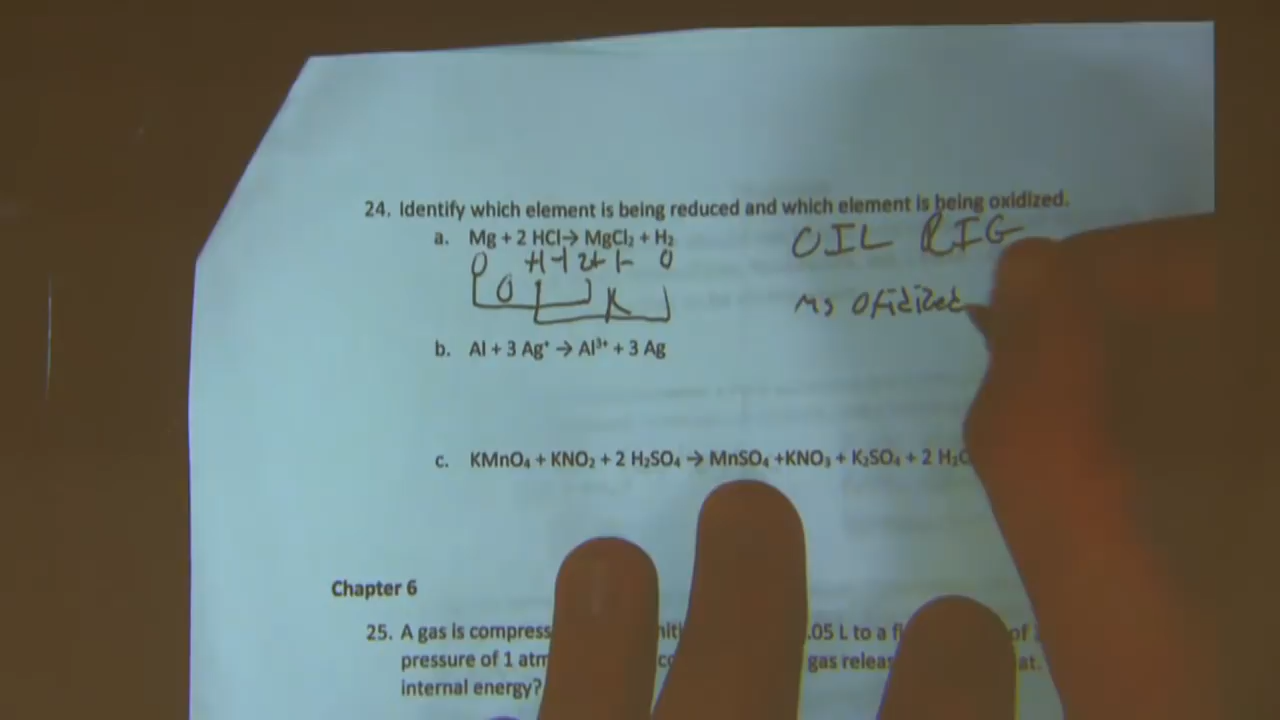 24. Identify which element is being reduced and which element is being oxidized.
a. Mg + 2 HCl→ MgCl₂ + H₂
OIL RIG
0 +1 -1 2+ 1- 0
O R
Mg Oxidized
b. Al + 3 Ag⁺ → Al³⁺ + 3 Ag
c. KMnO₄ + KNO₂ + 2 H₂SO₄ → MnSO₄ +KNO₃ + K₂SO₄ + 2
Chapter 6
25. A gas is compress .05 L to a of
pressure of 1 atm gas
internal energy?